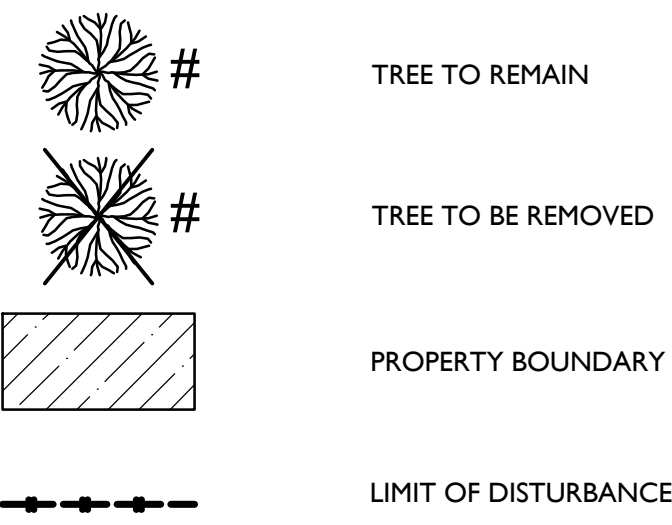 # TREE TO REMAIN
# TREE TO BE REMOVED
PROPERTY BOUNDARY
LIMIT OF DISTURBANCE